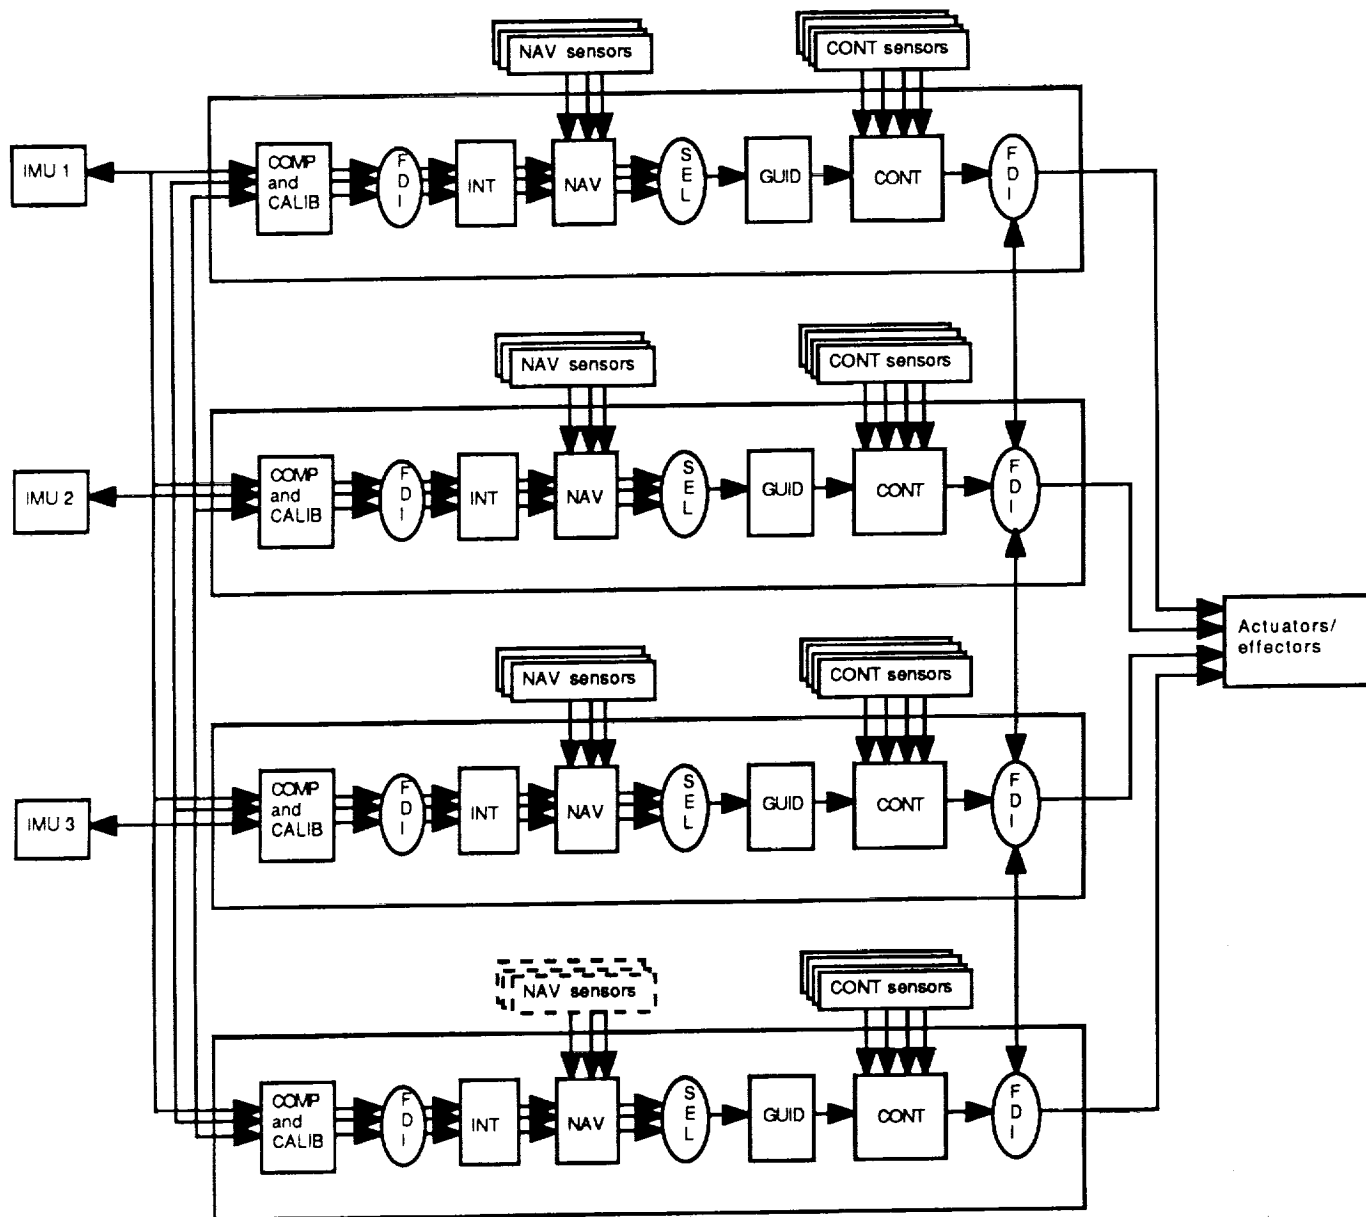 NAV sensors
CONT sensors
IMU 1
COMP
and
CALIB
F
D
I
INT
NAV
S
E
L
GUID
CONT
F
D
I
NAV sensors
CONT sensors
IMU 2
COMP
and
CALIB
F
D
I
INT
NAV
S
E
L
GUID
CONT
F
D
I
Actuators/
effectors
NAV sensors
CONT sensors
IMU 3
COMP
and
CALIB
F
D
I
INT
NAV
S
E
L
GUID
CONT
F
D
I
NAV sensors
CONT sensors
COMP
and
CALIB
F
D
I
INT
NAV
S
E
L
GUID
CONT
F
D
I